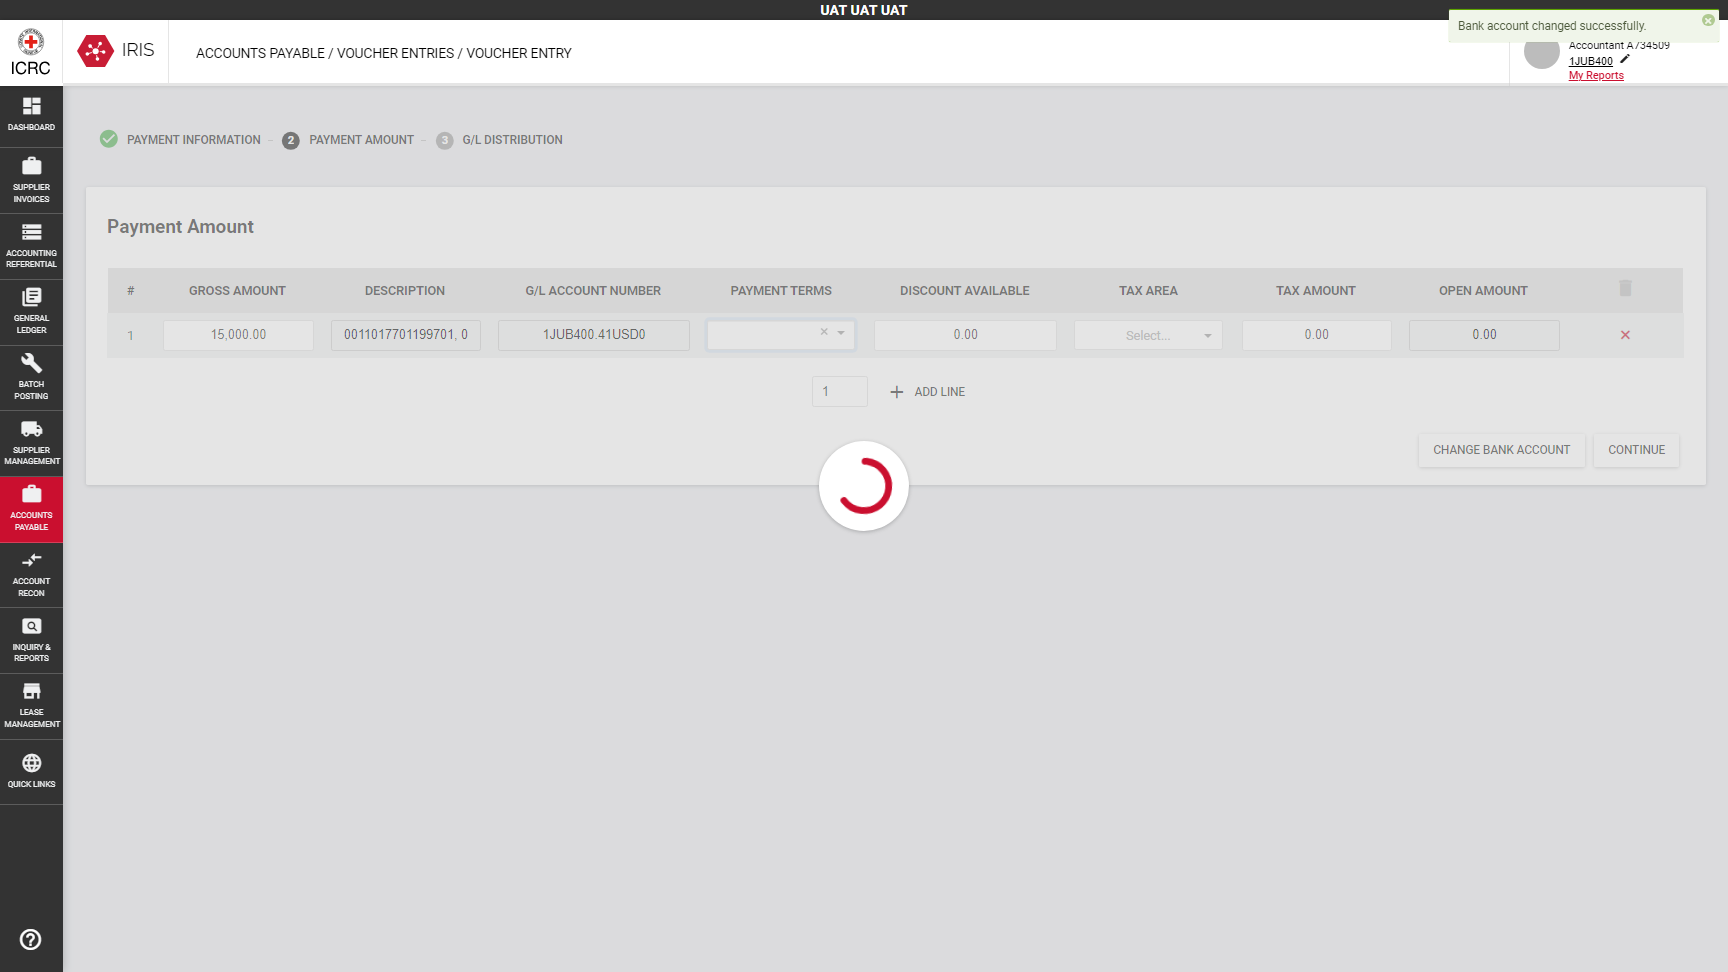 UAT UAT UAT
Bank account changed successfully.
ICRC
IRIS
ACCOUNTS PAYABLE / VOUCHER ENTRIES / VOUCHER ENTRY
Accountant A734509
1JUB400
My Reports
DASHBOARD
SUPPLIER
INVOICES
ACCOUNTING
REFERENTIAL
GENERAL
LEDGER
BATCH
POSTING
SUPPLIER
MANAGEMENT
ACCOUNTS
PAYABLE
ACCOUNT
RECON
INQUIRY &
REPORTS
LEASE
MANAGEMENT
QUICK LINKS
PAYMENT INFORMATION - 2 PAYMENT AMOUNT - 3 G/L DISTRIBUTION
Payment Amount
# GROSS AMOUNT DESCRIPTION G/L ACCOUNT NUMBER PAYMENT TERMS DISCOUNT AVAILABLE TAX AREA TAX AMOUNT OPEN AMOUNT
1 15,000.00 0011017701199701, 0 1JUB400.41USD0 0.00 Select... 0.00 0.00
1 ADD LINE
CHANGE BANK ACCOUNT CONTINUE